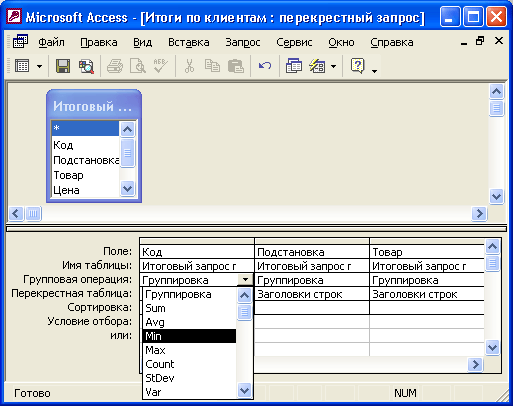 Microsoft Access - [Итоги по клиентам : перекрестный запрос]
Файл Правка Вид Вставка Запрос Сервис Окно Справка
Итоговый ...
*
Код
Подстановка
Товар
Цена
Поле: Код Подстановка Товар
Имя таблицы: Итоговый запрос г Итоговый запрос г Итоговый запрос г
Групповая операция: Группировка Группировка Группировка
Перекрестная таблица: Группировка Заголовки строк Заголовки строк
Сортировка: Sum
Условие отбора: Avg
или: Min
Max
Count
StDev
Var
Готово NUM